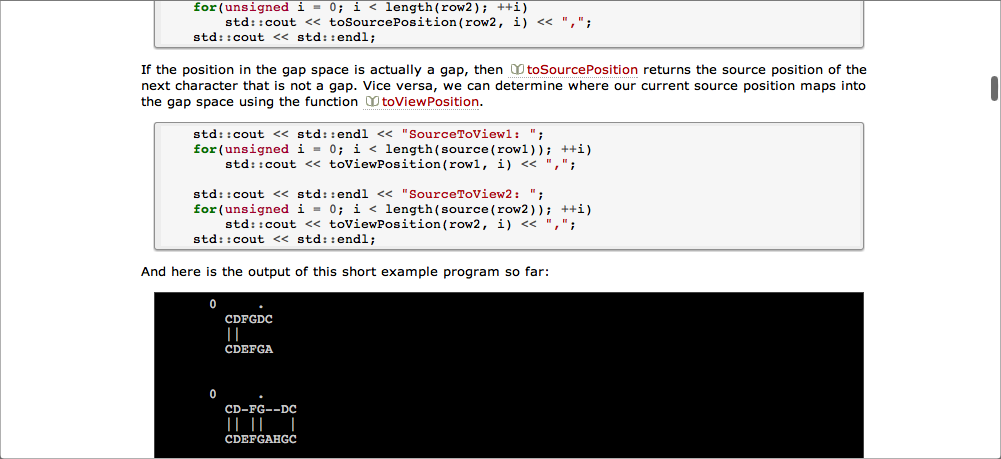 for(unsigned i = 0; i < length(row2); ++i)
std::cout << toSourcePosition(row2, i) << ",";
std::cout << std::endl;
If the position in the gap space is actually a gap, then toSourcePosition returns the source position of the
next character that is not a gap. Vice versa, we can determine where our current source position maps into
the gap space using the function toViewPosition.
std::cout << std::endl << "SourceToView1: ";
for(unsigned i = 0; i < length(source(row1)); ++i)
std::cout << toViewPosition(row1, i) << ",";
std::cout << std::endl << "SourceToView2: ";
for(unsigned i = 0; i < length(source(row2)); ++i)
std::cout << toViewPosition(row2, i) << ",";
std::cout << std::endl;
And here is the output of this short example program so far:
0     .
CDFGDC
||
CDEFGA
0     .
CD-FG--DC
|| ||   |
CDEFGAHGC